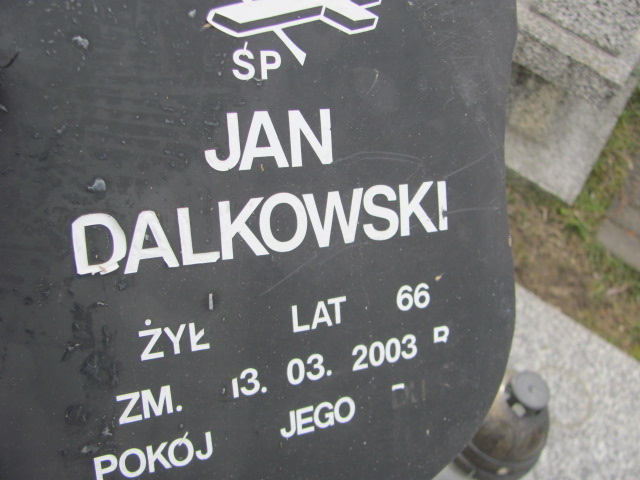 ŚP
JAN
DALKOWSKI
ŻYŁ LAT 66
ZM. 13. 03. 2003 R
POKÓJ JEGO